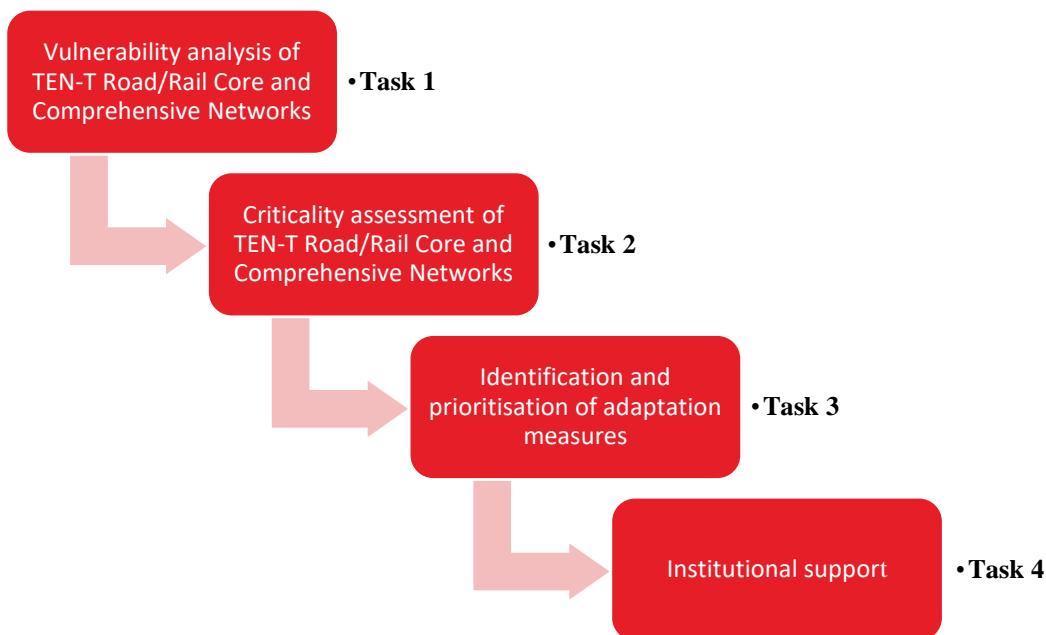 Vulnerability analysis of
TEN-T Road/Rail Core and
Comprehensive Networks
•Task 1
Criticality assessment of
TEN-T Road/Rail Core and
Comprehensive Networks
•Task 2
Identification and
prioritisation of adaptation
measures
•Task 3
Institutional support
•Task 4